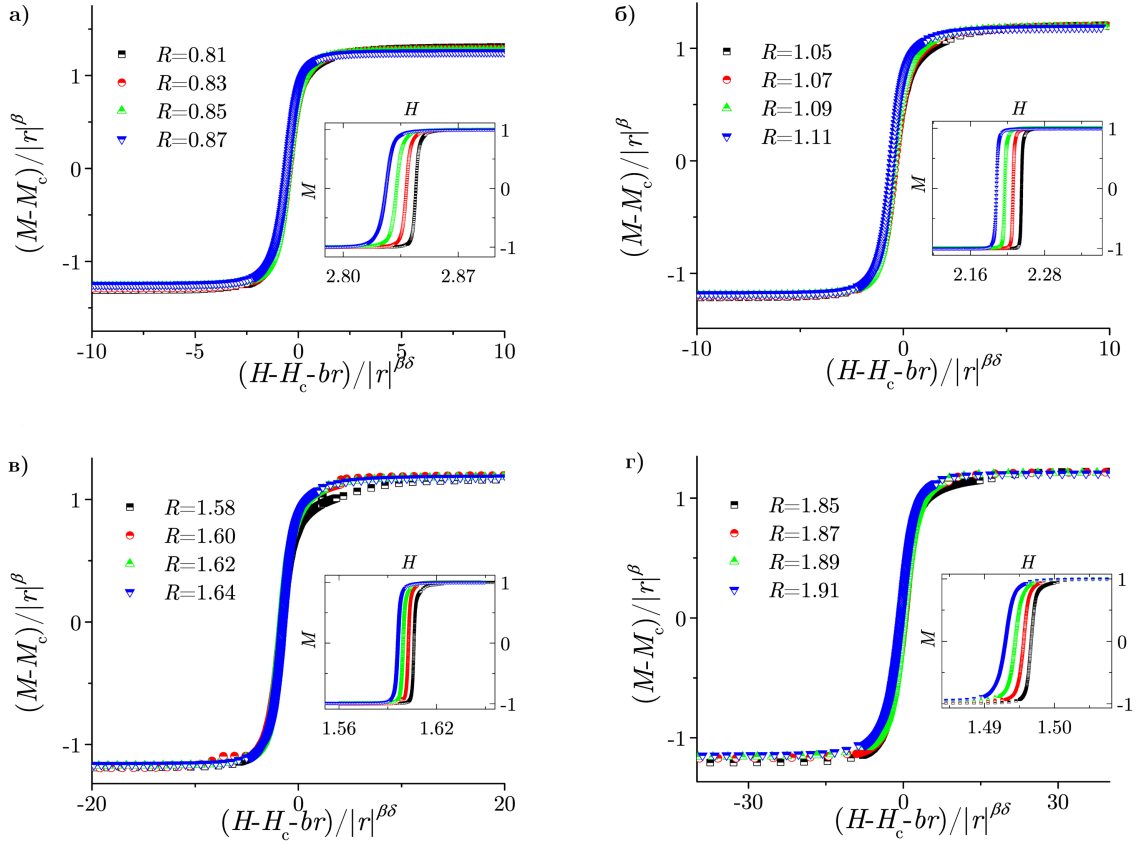 а)
R=0.81
R=0.83
R=0.85
R=0.87
(M-M_c)/|r|^β
1
0
-1
-10
-5
0
5
10
(H-H_c-br)/|r|^βδ
H
M
1
0
-1
2.80
2.87
б)
R=1.05
R=1.07
R=1.09
R=1.11
(M-M_c)/|r|^β
1
0
-1
-10
0
10
(H-H_c-br)/|r|^βδ
H
M
1
0
-1
2.16
2.28
в)
R=1.58
R=1.60
R=1.62
R=1.64
(M-M_c)/|r|^β
1
0
-1
-20
0
20
(H-H_c-br)/|r|^βδ
H
M
1
0
-1
1.56
1.62
г)
R=1.85
R=1.87
R=1.89
R=1.91
(M-M_c)/|r|^β
1
0
-1
-30
0
30
(H-H_c-br)/|r|^βδ
H
M
1
0
-1
1.49
1.50